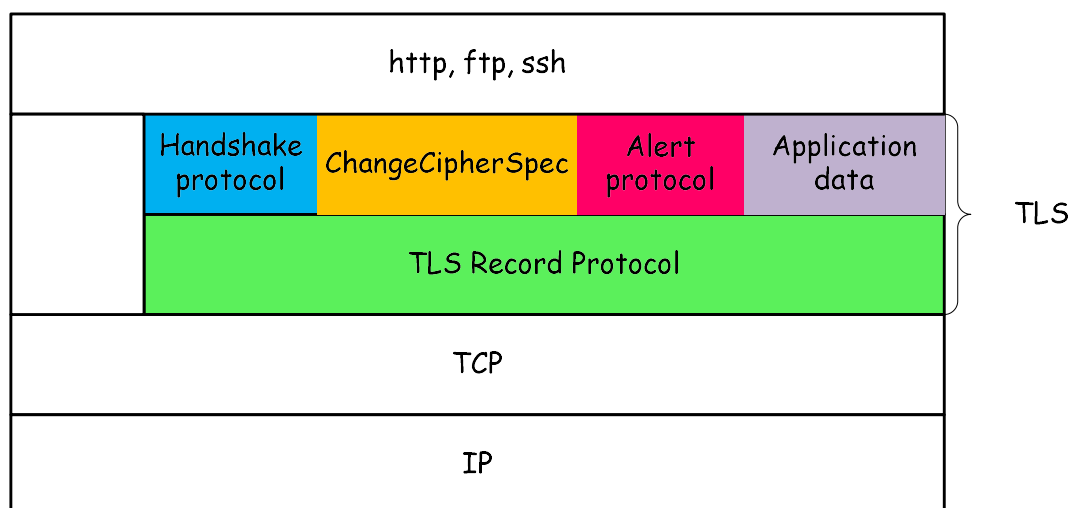 http, ftp, ssh
Handshake
protocol
ChangeCipherSpec
Alert
protocol
Application
data
TLS
TLS Record Protocol
TCP
IP